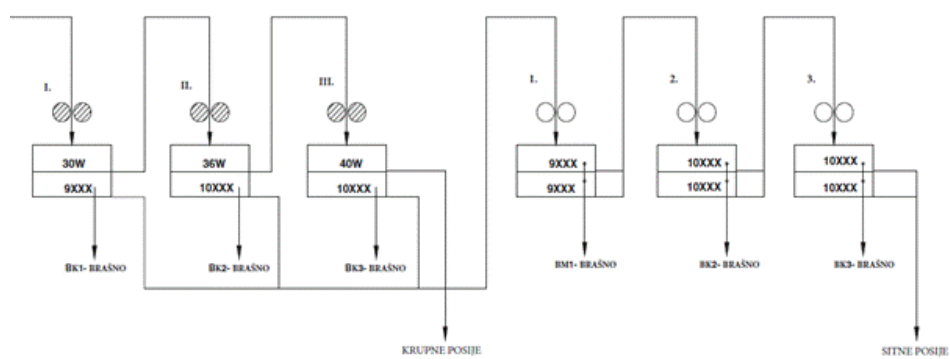 I. II. III. 1. 2. 3.
30W 36W 40W 9XXX 10XXX 10XXX
9XXX 10XXX 10XXX 9XXX 10XXX 10XXX
BK1- BRAŠNO BK2- BRAŠNO BK3- BRAŠNO BM1- BRAŠNO BK2- BRAŠNO BK3- BRAŠNO
KRUPNE POSIJE SITNE POSIJE